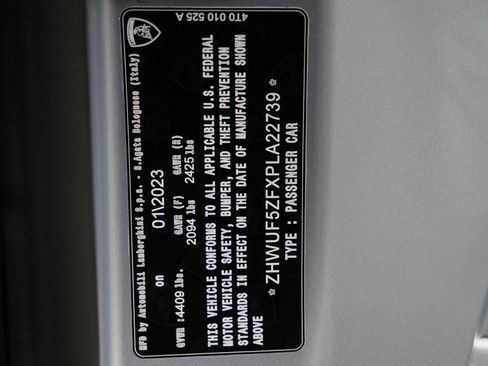 4T0 010 525 A
MFD by Automobili Lamborghini S.p.a. - S.Agata Bolognese (Italy)
on 01\2023
GVWR :4409 lbs. GAWR (F) 2094 lbs GAWR (R) 2425 lbs
THIS VEHICLE CONFORMS TO ALL APPLICABLE U.S. FEDERAL
MOTOR VEHICLE SAFETY, BUMPER, AND THEFT PREVENTION
STANDARDS IN EFFECT ON THE DATE OF MANUFACTURE SHOWN
ABOVE
* ZHWUF5ZFXPLA22739 *
TYPE : PASSENGER CAR